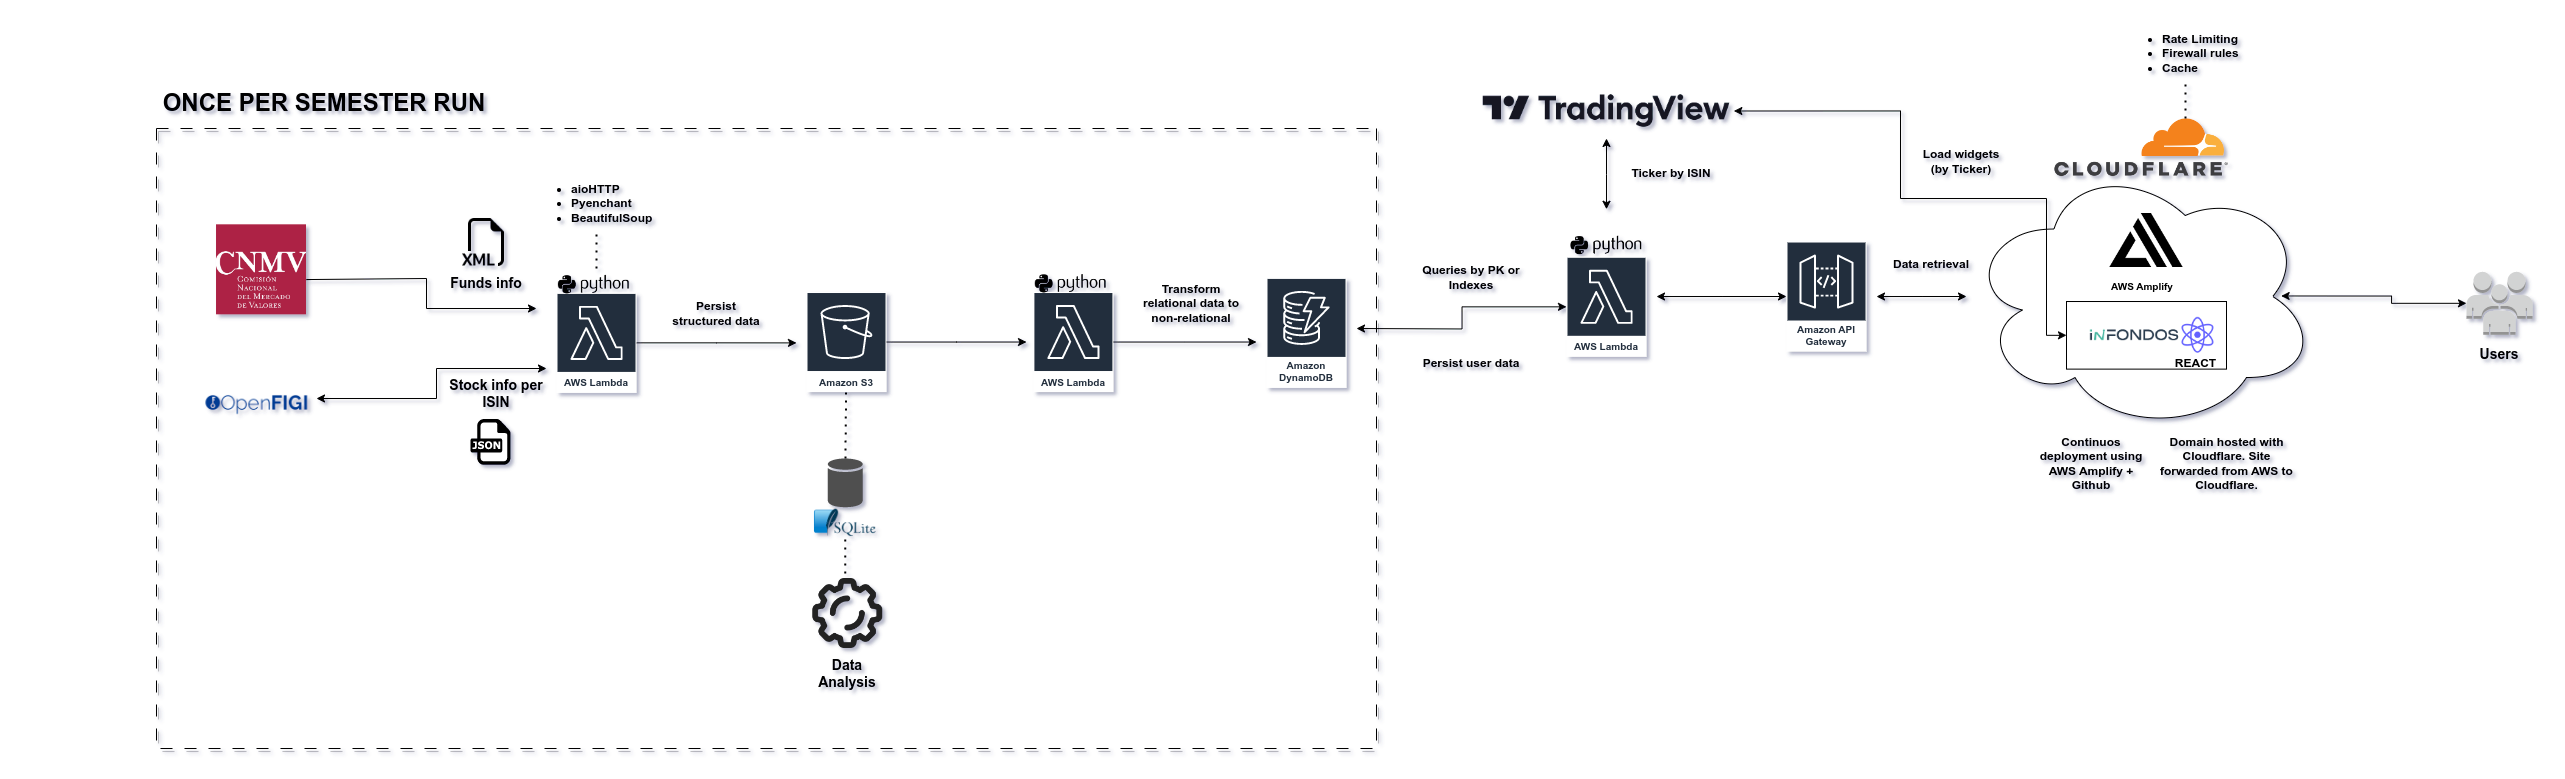 ONCE PER SEMESTER RUN
CNMV
COMISIÓN
NACIONAL
DEL MERCADO
DE VALORES
XML
Funds info
OpenFIGI
Stock info per
ISIN
JSON
aioHTTP
Pyenchant
BeautifulSoup
python
AWS Lambda
Persist
structured data
Amazon S3
SQLite
Data
Analysis
python
AWS Lambda
Transform
relational data to
non-relational
Amazon
DynamoDB
Queries by PK or
Indexes
Persist user data
TradingView
Ticker by ISIN
python
AWS Lambda
Amazon API
Gateway
Data retrieval
Load widgets
(by Ticker)
Rate Limiting
Firewall rules
Cache
CLOUDFLARE
AWS Amplify
iNFONDOS
REACT
Continuos
deployment using
AWS Amplify +
Github
Domain hosted with
Cloudflare. Site
forwarded from AWS to
Cloudflare.
Users